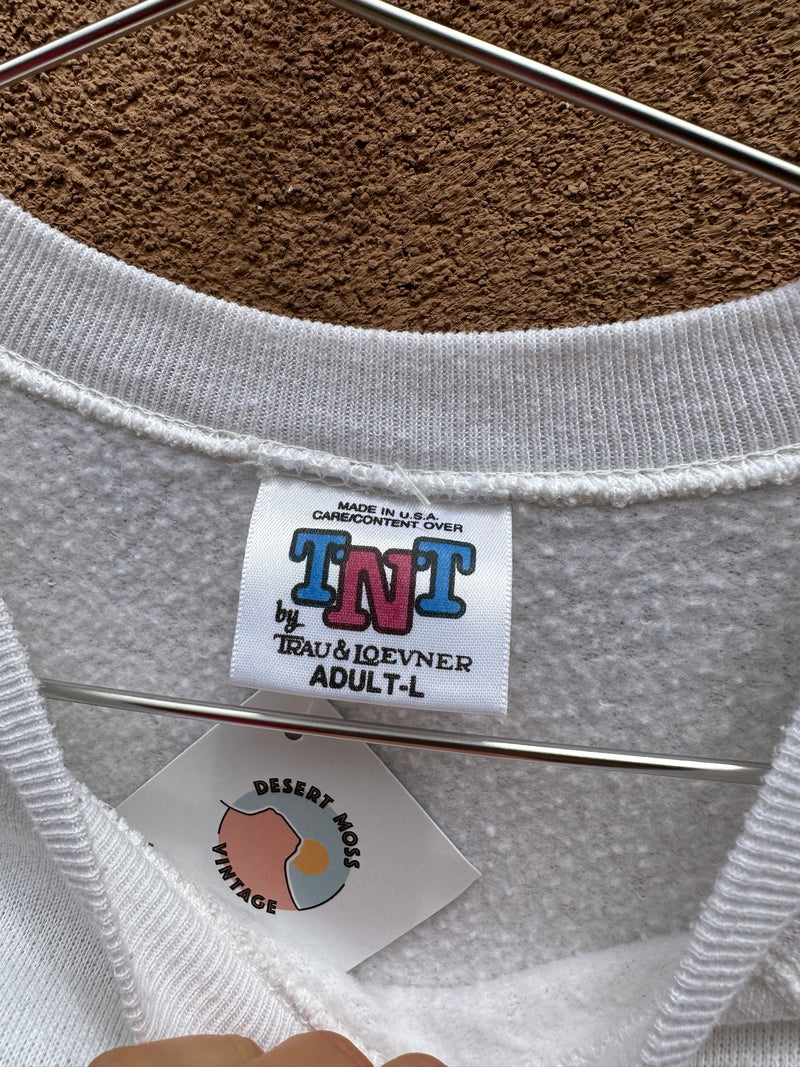 MADE IN U.S.A.
CARE/CONTENT OVER
TNT
by
TRAU & LOEVNER
ADULT-L
DESERT MOSS
VINTAGE